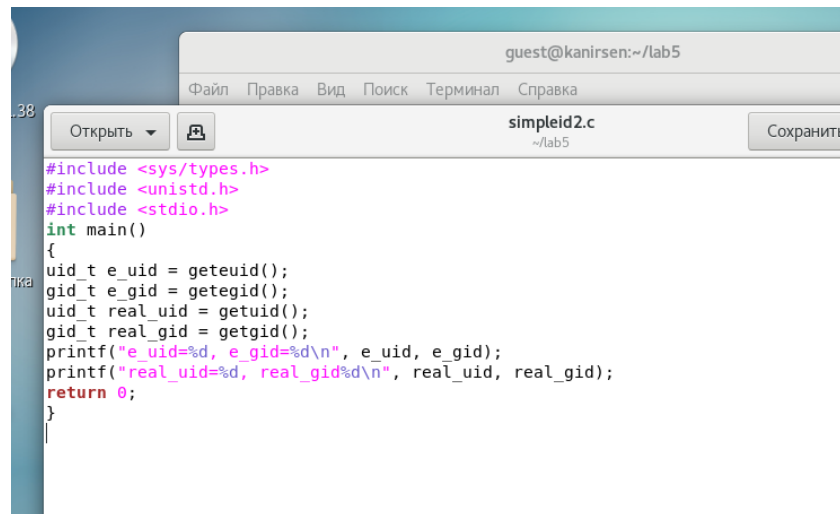 guest@kanirsen:~/lab5
Файл Правка Вид Поиск Терминал Справка
.38
Открыть simpleid2.c Сохранить
~/lab5
#include <sys/types.h>
#include <unistd.h>
#include <stdio.h>
int main()
{
uid_t e_uid = geteuid();
gid_t e_gid = getegid();
uid_t real_uid = getuid();
gid_t real_gid = getgid();
printf("e_uid=%d, e_gid=%d\n", e_uid, e_gid);
printf("real_uid=%d, real_gid%d\n", real_uid, real_gid);
return 0;
}